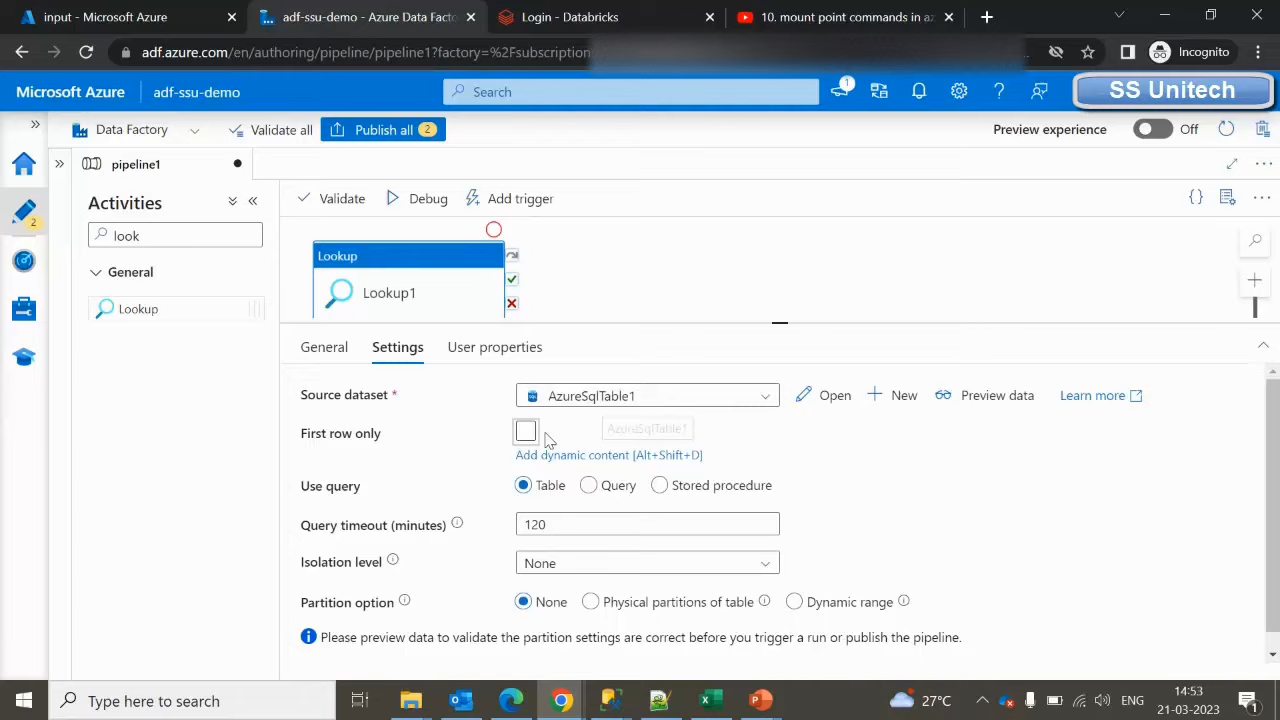 input - Microsoft Azure
adf-ssu-demo - Azure Data Facto
Login - Databricks
10. mount point commands in az
adf.azure.com/en/authoring/pipeline/pipeline1?factory=%2Fsubscription
Incognito
Microsoft Azure
adf-ssu-demo
Search
1
SS Unitech
Data Factory
Validate all
Publish all 2
Preview experience
Off
pipeline1
Activities
Validate
Debug
Add trigger
look
General
Lookup
Lookup
Lookup1
2
General
Settings
User properties
Source dataset *
AzureSqlTable1
Open
New
Preview data
Learn more
First row only
AzureSqlTable1
Add dynamic content [Alt+Shift+D]
Use query
Table
Query
Stored procedure
Query timeout (minutes)
120
Isolation level
None
Partition option
None
Physical partitions of table
Dynamic range
Please preview data to validate the partition settings are correct before you trigger a run or publish the pipeline.
Type here to search
27°C
ENG
14:53
21-03-2023
1